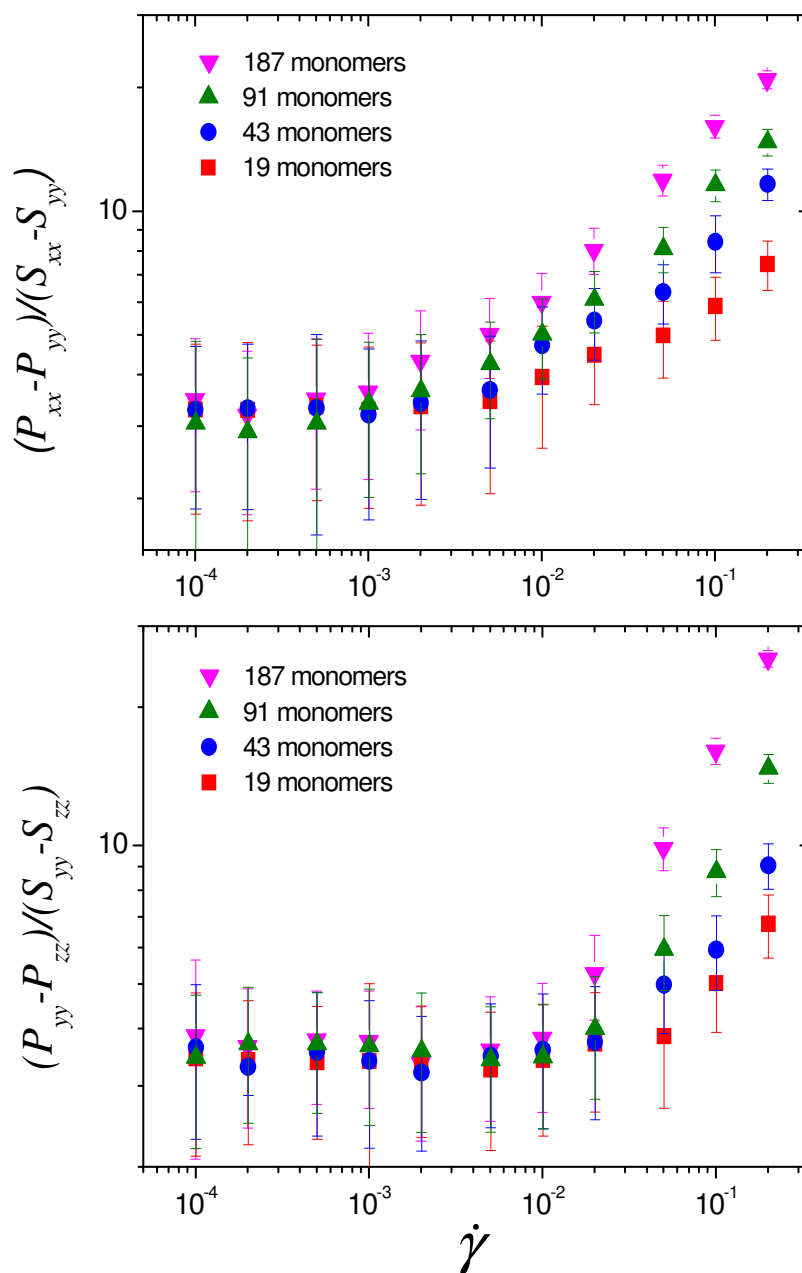 187 monomers
91 monomers
43 monomers
19 monomers
10
(P_xx-P_yy)/(S_xx-S_yy)
10^-4 10^-3 10^-2 10^-1
187 monomers
91 monomers
43 monomers
19 monomers
10
(P_yy-P_zz)/(S_yy-S_zz)
10^-4 10^-3 10^-2 10^-1
γ̇